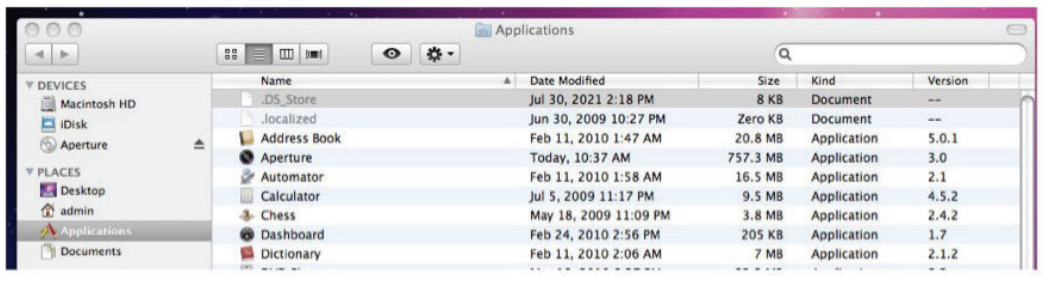 Applications
Name Date Modified Size Kind Version
DEVICES
Macintosh HD
iDisk
Aperture
PLACES
Desktop
admin
Applications
Documents
.DS_Store Jul 30, 2021 2:18 PM 8 KB Document --
.localized Jun 30, 2009 10:27 PM Zero KB Document --
Address Book Feb 11, 2010 1:47 AM 20.8 MB Application 5.0.1
Aperture Today, 10:37 AM 757.3 MB Application 3.0
Automator Feb 11, 2010 1:58 AM 16.5 MB Application 2.1
Calculator Jul 5, 2009 11:17 PM 9.5 MB Application 4.5.2
Chess May 18, 2009 11:09 PM 3.8 MB Application 2.4.2
Dashboard Feb 24, 2010 2:56 PM 205 KB Application 1.7
Dictionary Feb 11, 2010 2:06 AM 7 MB Application 2.1.2